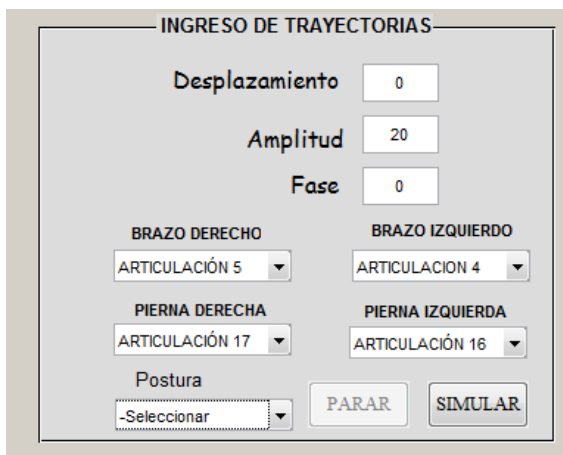 INGRESO DE TRAYECTORIAS
Desplazamiento 0
Amplitud 20
Fase 0
BRAZO DERECHO BRAZO IZQUIERDO
ARTICULACIÓN 5 ARTICULACION 4
PIERNA DERECHA PIERNA IZQUIERDA
ARTICULACIÓN 17 ARTICULACIÓN 16
Postura
-Seleccionar PARAR SIMULAR